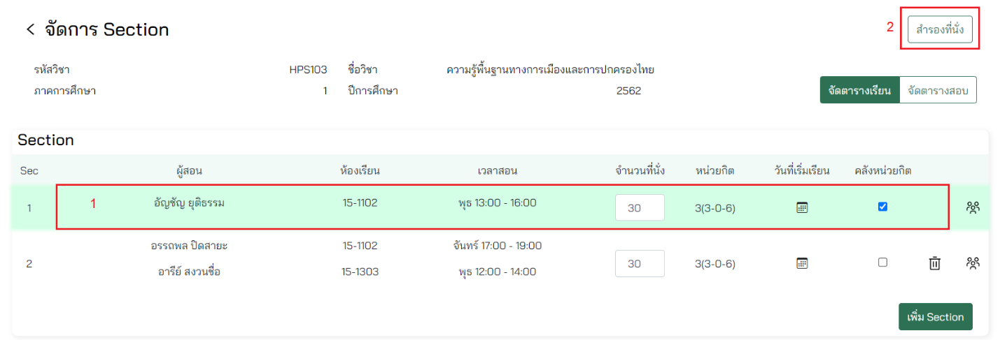 จัดการ Section
2
สำรองที่นั่ง
รหัสวิชา HPS103 ชื่อวิชา ความรู้พื้นฐานทางการเมืองและการปกครองไทย
ภาคการศึกษา 1 ปีการศึกษา 2562
จัดตารางเรียน จัดตารางสอบ
Section
Sec ผู้สอน ห้องเรียน เวลาสอน จำนวนที่นั่ง หน่วยกิต วันที่เริ่มเรียน คลังหน่วยกิต
1 1 อัญชัญ ยุติธรรม 15-1102 พุธ 13:00 - 16:00 30 3(3-0-6)
อรรถพล ปิดสายะ 15-1102 จันทร์ 17:00 - 19:00
2 30 3(3-0-6)
อารีย์ สงวนชื่อ 15-1303 พุธ 12:00 - 14:00
เพิ่ม Section